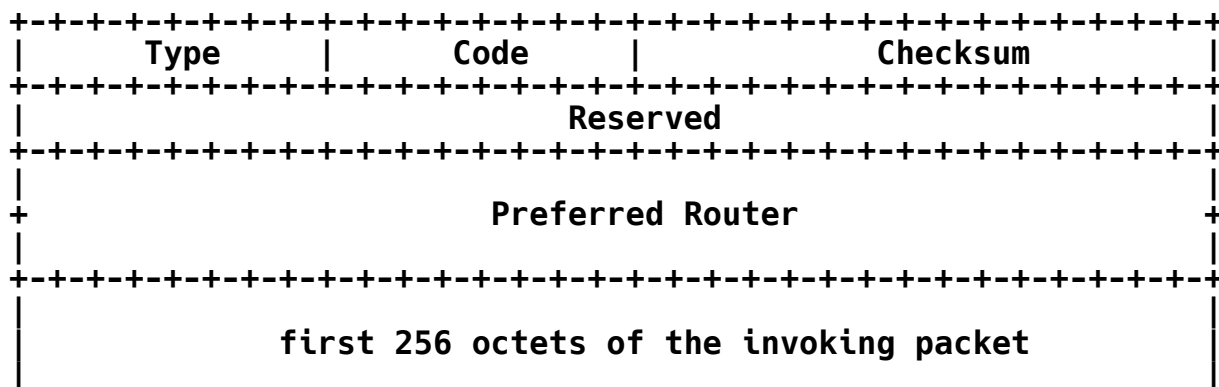 +-+-+-+-+-+-+-+-+-+-+-+-+-+-+-+-+-+-+-+-+-+-+-+-+-+-+-+-+-+-+-+-+
| Type | Code | Checksum |
+-+-+-+-+-+-+-+-+-+-+-+-+-+-+-+-+-+-+-+-+-+-+-+-+-+-+-+-+-+-+-+-+
| Reserved |
+-+-+-+-+-+-+-+-+-+-+-+-+-+-+-+-+-+-+-+-+-+-+-+-+-+-+-+-+-+-+-+-+
| |
+ Preferred Router +
| |
+-+-+-+-+-+-+-+-+-+-+-+-+-+-+-+-+-+-+-+-+-+-+-+-+-+-+-+-+-+-+-+-+
| |
| first 256 octets of the invoking packet |
| |